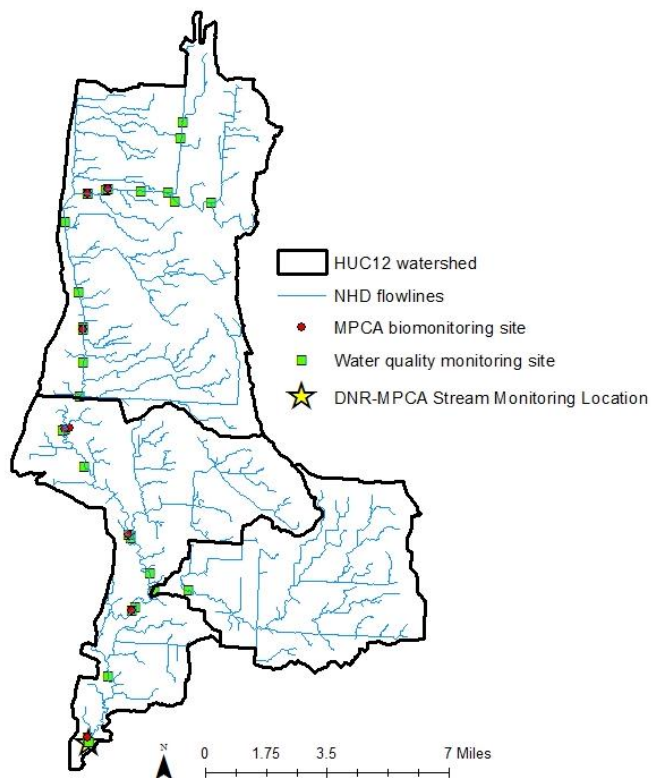 HUC12 watershed
NHD flowlines
MPCA biomonitoring site
Water quality monitoring site
DNR-MPCA Stream Monitoring Location
N
0 1.75 3.5 7 Miles